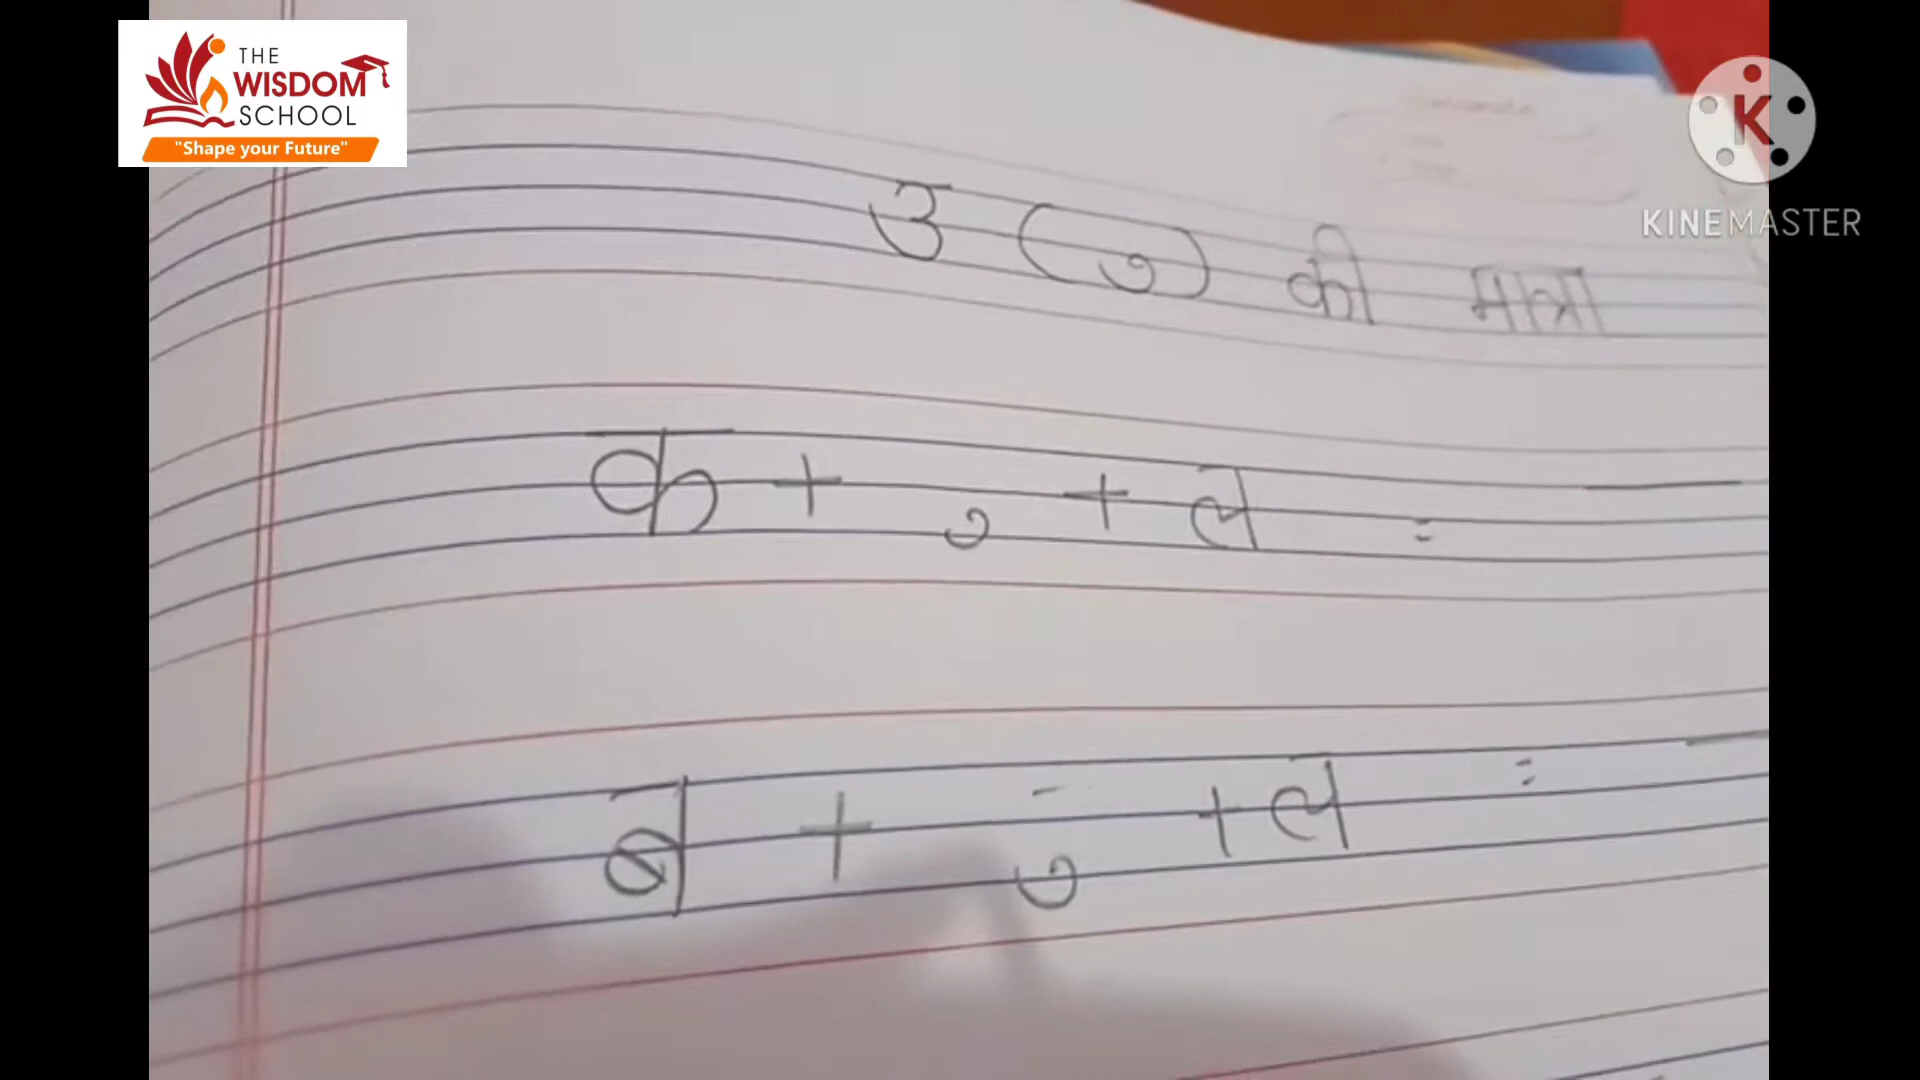 THE
WISDOM
SCHOOL
"Shape your Future"
K
KINEMASTER
उ ( ु ) की मात्रा
क + ु + ल =
ब + ु + ल =